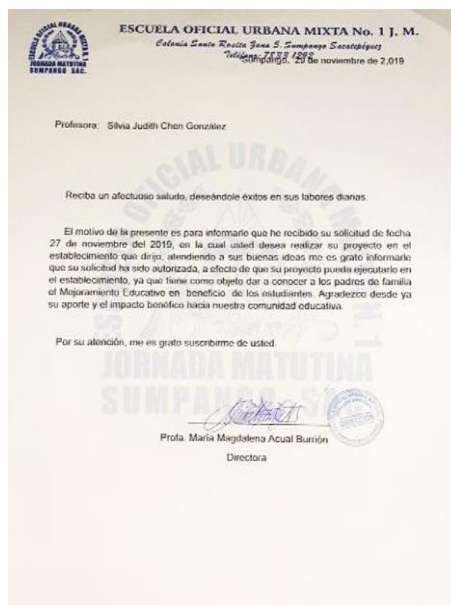 ESCUELA OFICIAL URBANA MIXTA No. 1 J. M.
Colonia Santa Rosita Zona 5. Sumpango Sacatepéquez
Teléfono: 7833 1292
Sumpango, 29 de noviembre de 2,019
JORNADA MATUTINA
SUMPANGO SAC.
Profesora: Silvia Judith Chen González
Reciba un afectuoso saludo, deseándole éxitos en sus labores diarias.
El motivo de la presente es para informarle que he recibido su solicitud de fecha
27 de noviembre del 2019, en la cual usted desea realizar su proyecto en el
establecimiento que dirijo, atendiendo a sus buenas ideas me es grato informarle
que su solicitud ha sido autorizada, a efecto de que su proyecto pueda ejecutarlo en
el establecimiento, ya que tiene como objeto dar a conocer a los padres de familia
el Mejoramiento Educativo en beneficio de los estudiantes. Agradezco desde ya
su aporte y el impacto benéfico hacia nuestra comunidad educativa.
Por su atención, me es grato suscribirme de usted.
JORNADA MATUTINA
Profa. María Magdalena Acual Burrión
Directora